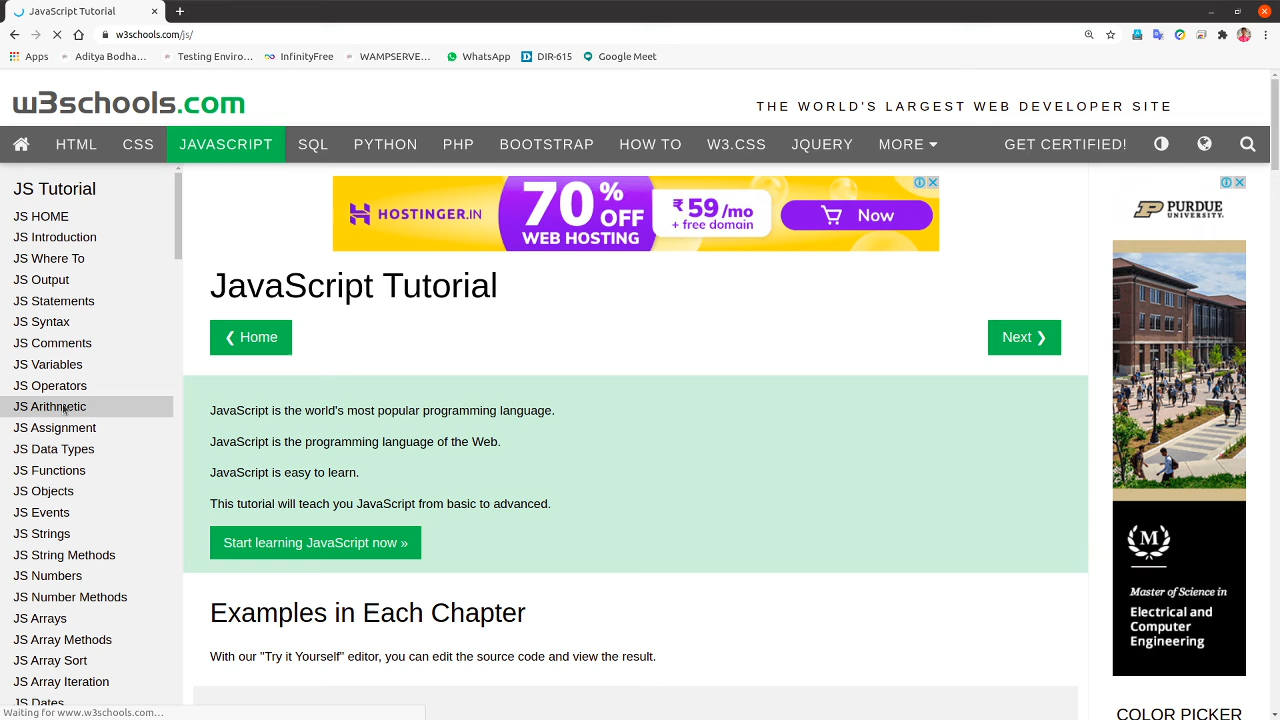 JavaScript Tutorial
w3schools.com/js/
Apps
Aditya Bodha...
Testing Enviro...
InfinityFree
WAMPSERVE...
WhatsApp
DIR-615
Google Meet
w3schools.com
THE WORLD'S LARGEST WEB DEVELOPER SITE
HTML
CSS
JAVASCRIPT
SQL
PYTHON
PHP
BOOTSTRAP
HOW TO
W3.CSS
JQUERY
MORE
GET CERTIFIED!
JS Tutorial
JS HOME
JS Introduction
JS Where To
JS Output
JS Statements
JS Syntax
JS Comments
JS Variables
JS Operators
JS Arithmetic
JS Assignment
JS Data Types
JS Functions
JS Objects
JS Events
JS Strings
JS String Methods
JS Numbers
JS Number Methods
JS Arrays
JS Array Methods
JS Array Sort
JS Array Iteration
JS Dates
Waiting for www.w3schools.com...
HOSTINGER.IN
70% OFF
WEB HOSTING
₹ 59 /mo
+ free domain
Now
JavaScript Tutorial
❮ Home
Next ❯
JavaScript is the world's most popular programming language.
JavaScript is the programming language of the Web.
JavaScript is easy to learn.
This tutorial will teach you JavaScript from basic to advanced.
Start learning JavaScript now »
Examples in Each Chapter
With our "Try it Yourself" editor, you can edit the source code and view the result.
PURDUE
UNIVERSITY.
M
Master of Science in
Electrical and
Computer
Engineering
COLOR PICKER